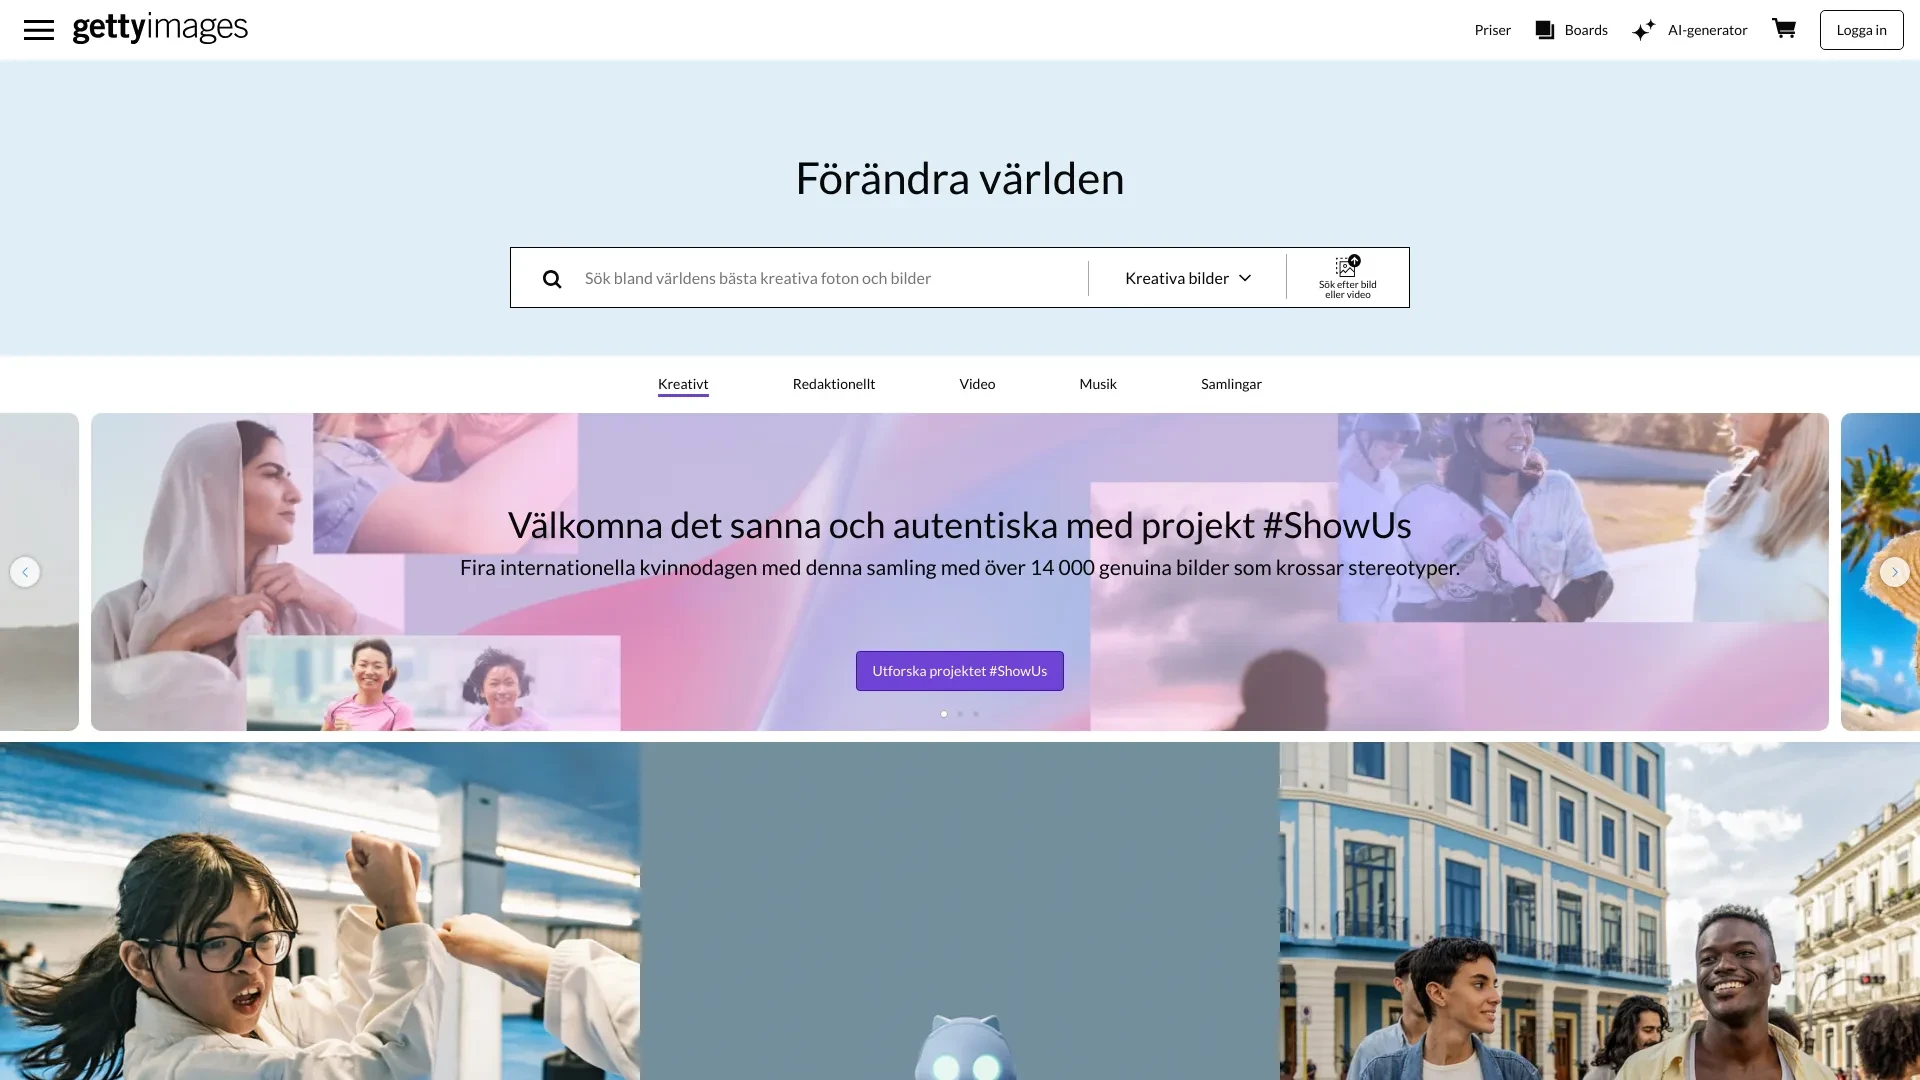 gettyimages
Priser
Boards
AI-generator
Logga in
Förändra världen
Sök bland världens bästa kreativa foton och bilder
Kreativa bilder
Sök efter bild
eller video
Kreativt
Redaktionellt
Video
Musik
Samlingar
Välkomna det sanna och autentiska med projekt #ShowUs
Fira internationella kvinnodagen med denna samling med över 14 000 genuina bilder som krossar stereotyper.
Utforska projektet #ShowUs